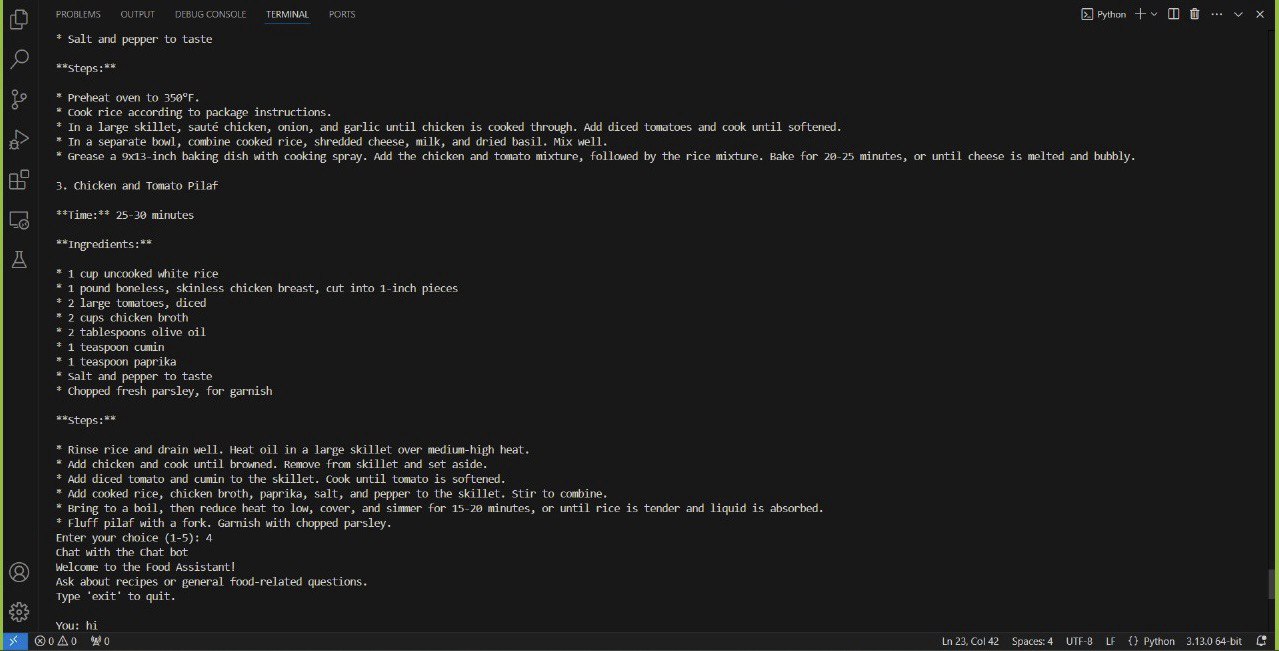 PROBLEMS OUTPUT DEBUG CONSOLE TERMINAL PORTS Python
* Salt and pepper to taste
**Steps:**
* Preheat oven to 350°F.
* Cook rice according to package instructions.
* In a large skillet, sauté chicken, onion, and garlic until chicken is cooked through. Add diced tomatoes and cook until softened.
* In a separate bowl, combine cooked rice, shredded cheese, milk, and dried basil. Mix well.
* Grease a 9x13-inch baking dish with cooking spray. Add the chicken and tomato mixture, followed by the rice mixture. Bake for 20-25 minutes, or until cheese is melted and bubbly.
3. Chicken and Tomato Pilaf
**Time:** 25-30 minutes
**Ingredients:**
* 1 cup uncooked white rice
* 1 pound boneless, skinless chicken breast, cut into 1-inch pieces
* 2 large tomatoes, diced
* 2 cups chicken broth
* 2 tablespoons olive oil
* 1 teaspoon cumin
* 1 teaspoon paprika
* Salt and pepper to taste
* Chopped fresh parsley, for garnish
**Steps:**
* Rinse rice and drain well. Heat oil in a large skillet over medium-high heat.
* Add chicken and cook until browned. Remove from skillet and set aside.
* Add diced tomato and cumin to the skillet. Cook until tomato is softened.
* Add cooked rice, chicken broth, paprika, salt, and pepper to the skillet. Stir to combine.
* Bring to a boil, then reduce heat to low, cover, and simmer for 15-20 minutes, or until rice is tender and liquid is absorbed.
* Fluff pilaf with a fork. Garnish with chopped parsley.
Enter your choice (1-5): 4
Chat with the Chat bot
Welcome to the Food Assistant!
Ask about recipes or general food-related questions.
Type 'exit' to quit.
You: hi
0 0 0 Ln 23, Col 42 Spaces: 4 UTF-8 LF {} Python 3.13.0 64-bit